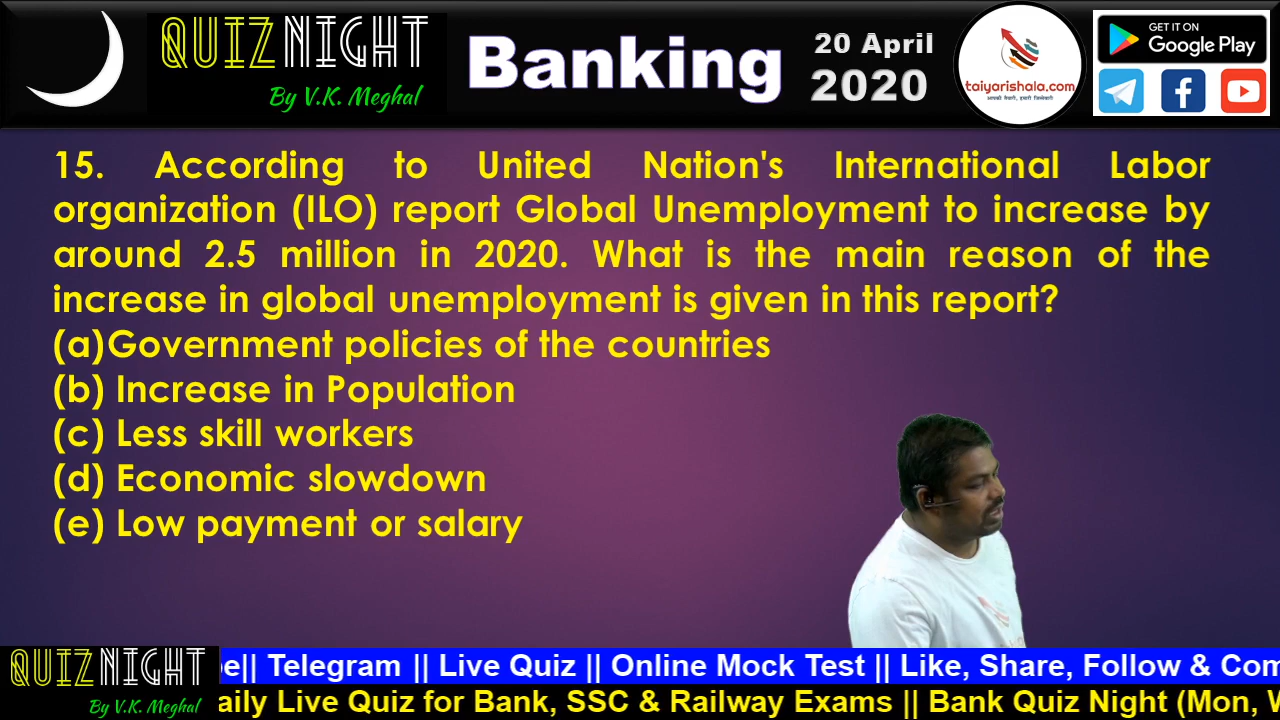 QUIZNIGHT
By V.K. Meghal
Banking
20 April
2020
taiyarishala.com
आपकी तैयारी, हमारी जिम्मेदारी
GET IT ON
Google Play
15. According to United Nation's International Labor
organization (ILO) report Global Unemployment to increase by
around 2.5 million in 2020. What is the main reason of the
increase in global unemployment is given in this report?
(a)Government policies of the countries
(b) Increase in Population
(c) Less skill workers
(d) Economic slowdown
(e) Low payment or salary
QUIZNIGHT
By V.K. Meghal
e|| Telegram || Live Quiz || Online Mock Test || Like, Share, Follow & Com
aily Live Quiz for Bank, SSC & Railway Exams || Bank Quiz Night (Mon, W